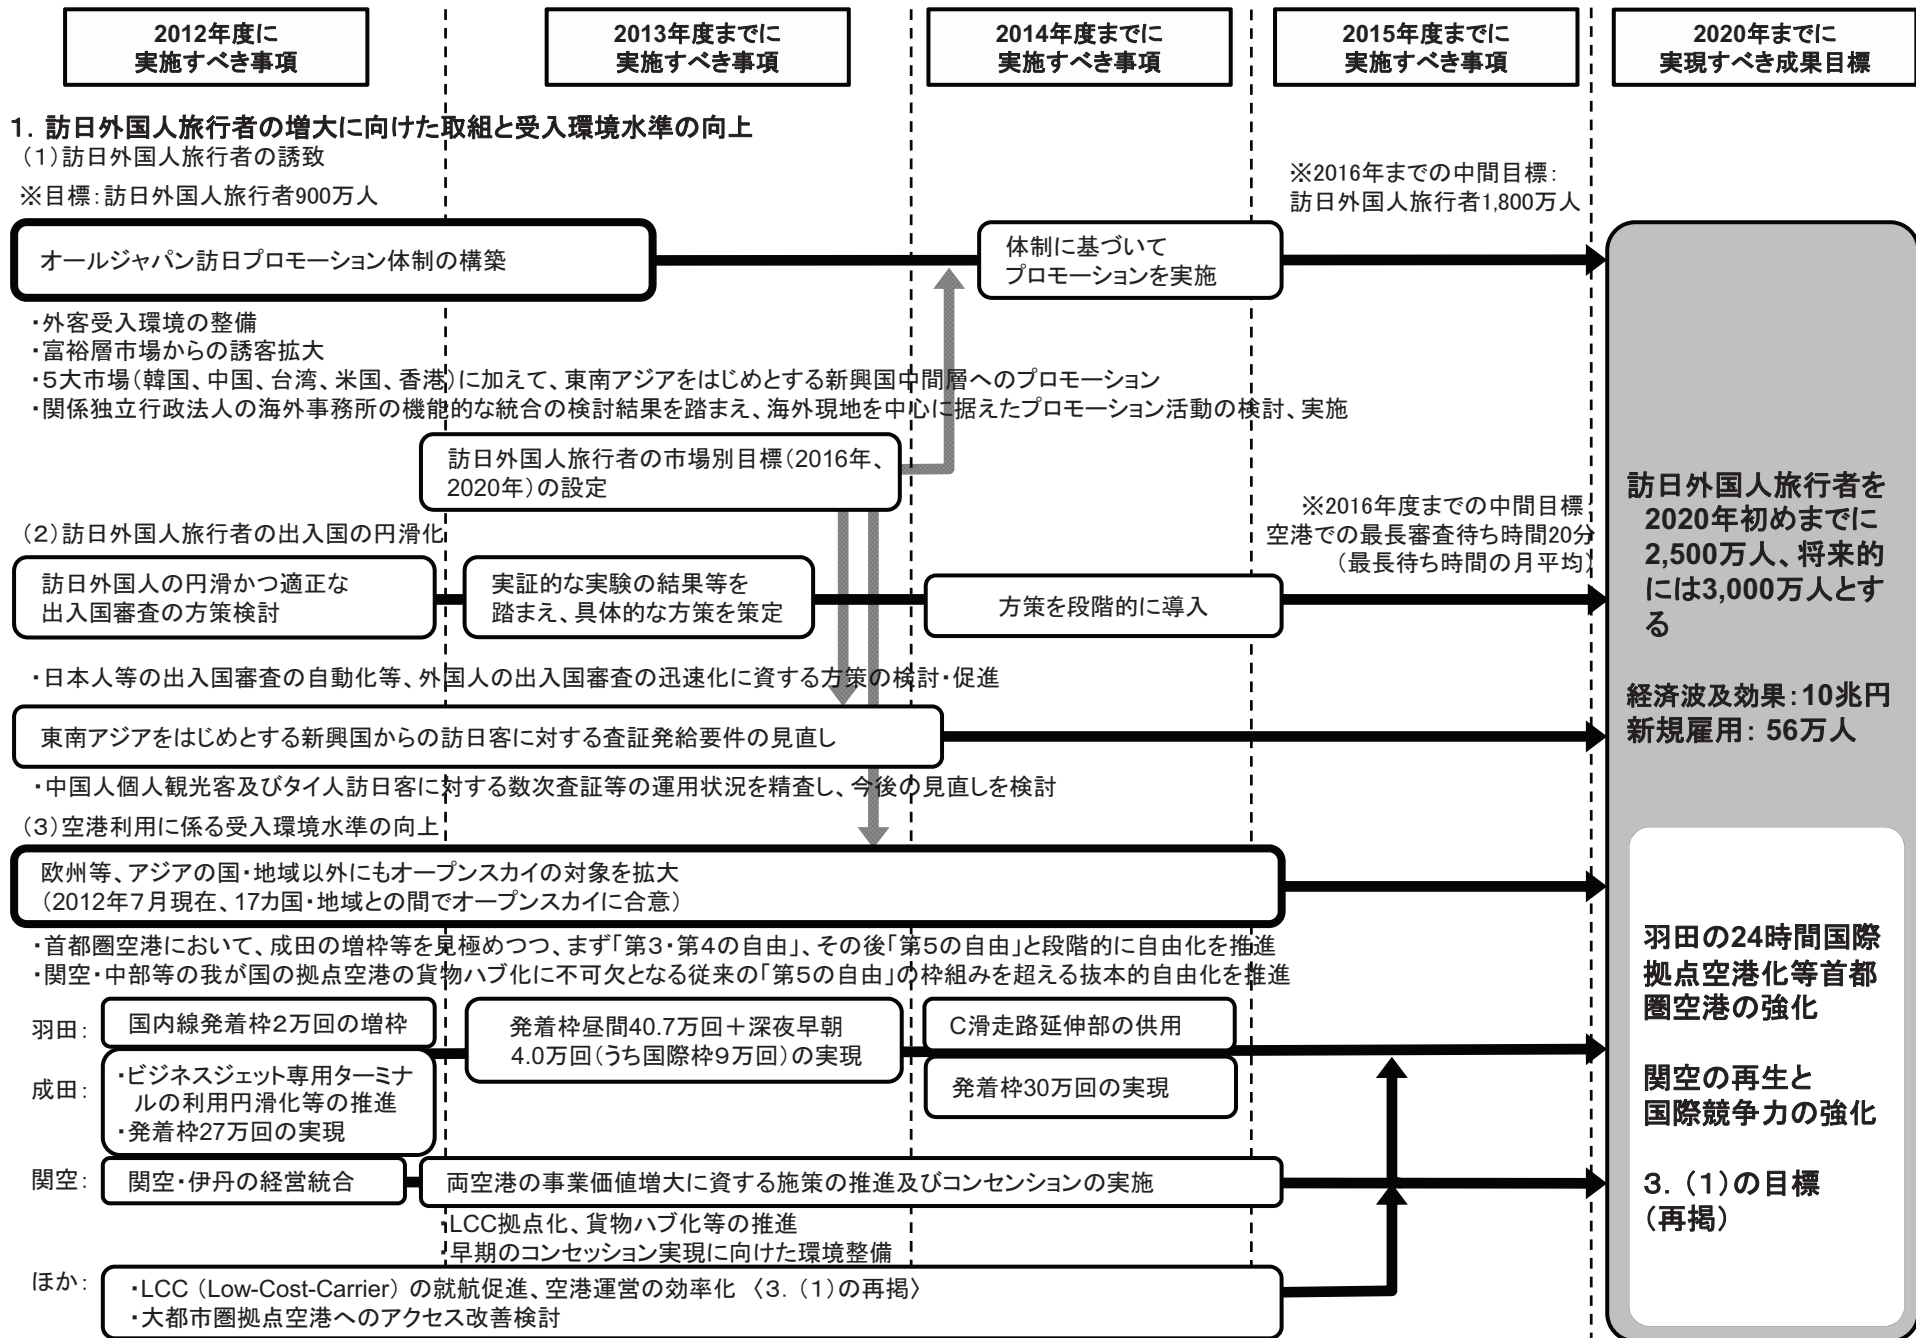 2012年度に
実施すべき事項
2013年度までに
実施すべき事項
2014年度までに
実施すべき事項
2015年度までに
実施すべき事項
2020年までに
実現すべき成果目標
1．訪日外国人旅行者の増大に向けた取組と受入環境水準の向上
（１）訪日外国人旅行者の誘致
※目標：訪日外国人旅行者900万人
※2016年までの中間目標：
訪日外国人旅行者1,800万人
オールジャパン訪日プロモーション体制の構築
体制に基づいて
プロモーションを実施
・外客受入環境の整備
・富裕層市場からの誘客拡大
・５大市場（韓国、中国、台湾、米国、香港）に加えて、東南アジアをはじめとする新興国中間層へのプロモーション
・関係独立行政法人の海外事務所の機能的な統合の検討結果を踏まえ、海外現地を中心に据えたプロモーション活動の検討、実施
訪日外国人旅行者の市場別目標（2016年、
2020年）の設定
（２）訪日外国人旅行者の出入国の円滑化
※2016年度までの中間目標：
空港での最長審査待ち時間20分
（最長待ち時間の月平均）
訪日外国人の円滑かつ適正な
出入国審査の方策検討
実証的な実験の結果等を
踏まえ、具体的な方策を策定
方策を段階的に導入
・日本人等の出入国審査の自動化等、外国人の出入国審査の迅速化に資する方策の検討・促進
東南アジアをはじめとする新興国からの訪日客に対する査証発給要件の見直し
・中国人個人観光客及びタイ人訪日客に対する数次査証等の運用状況を精査し、今後の見直しを検討
（３）空港利用に係る受入環境水準の向上
欧州等、アジアの国・地域以外にもオープンスカイの対象を拡大
（2012年７月現在、17カ国・地域との間でオープンスカイに合意）
・首都圏空港において、成田の増枠等を見極めつつ、まず「第３・第４の自由」、その後「第５の自由」と段階的に自由化を推進
・関空・中部等の我が国の拠点空港の貨物ハブ化に不可欠となる従来の「第５の自由」の枠組みを超える抜本的自由化を推進
羽田：
国内線発着枠２万回の増枠
発着枠昼間40.7万回＋深夜早朝
4.0万回（うち国際枠９万回）の実現
C滑走路延伸部の供用
成田：
・ビジネスジェット専用ターミナ
ルの利用円滑化等の推進
・発着枠27万回の実現
発着枠30万回の実現
関空：
関空・伊丹の経営統合
両空港の事業価値増大に資する施策の推進及びコンセンションの実施
・LCC拠点化、貨物ハブ化等の推進
・早期のコンセッション実現に向けた環境整備
ほか：
・LCC（Low-Cost-Carrier）の就航促進、空港運営の効率化 〈３．（１）の再掲〉
・大都市圏拠点空港へのアクセス改善検討
訪日外国人旅行者を
2020年初めまでに
2,500万人、将来的
には3,000万人とす
る
経済波及効果：10兆円
新規雇用：56万人
羽田の24時間国際
拠点空港化等首都
圏空港の強化
関空の再生と
国際競争力の強化
３．（１）の目標
（再掲）